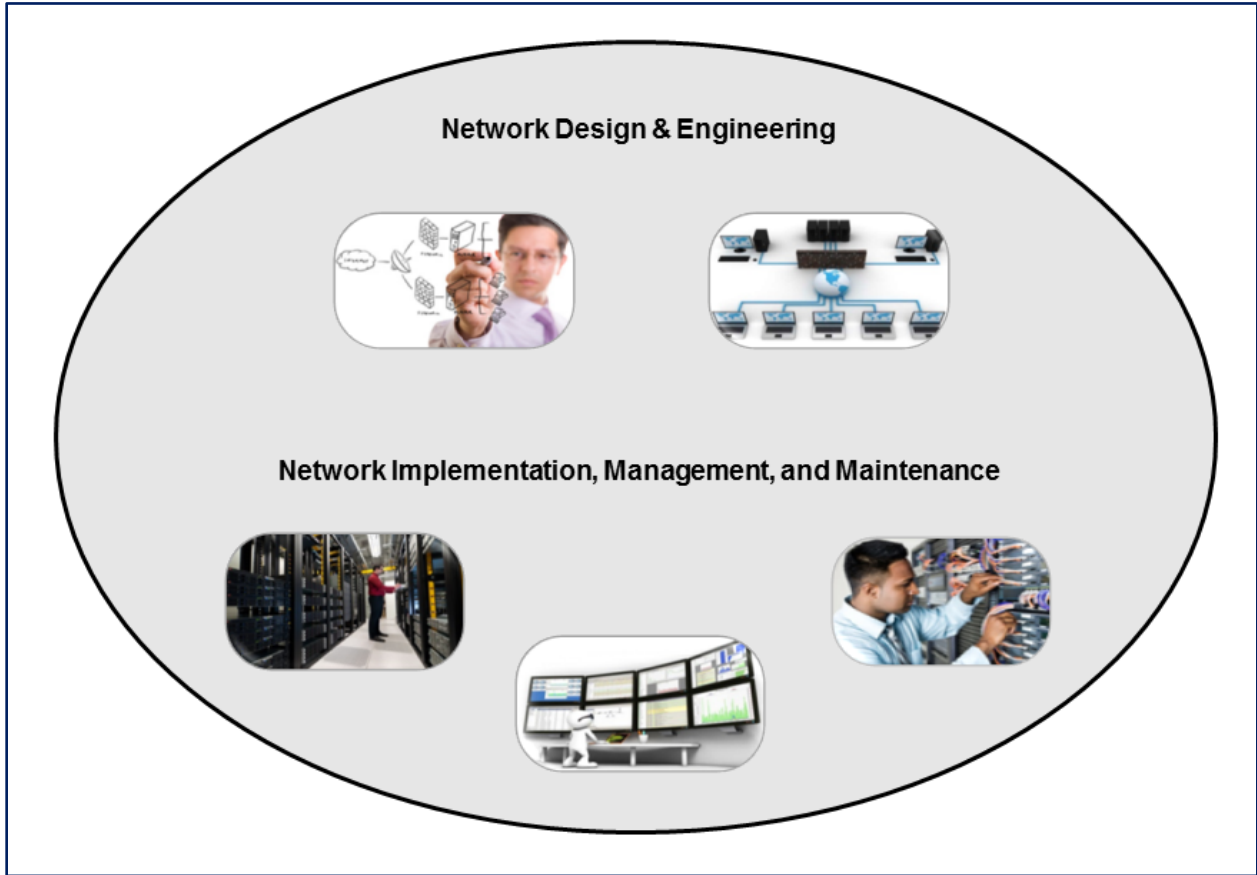 Network Design & Engineering
Network Implementation, Management, and Maintenance